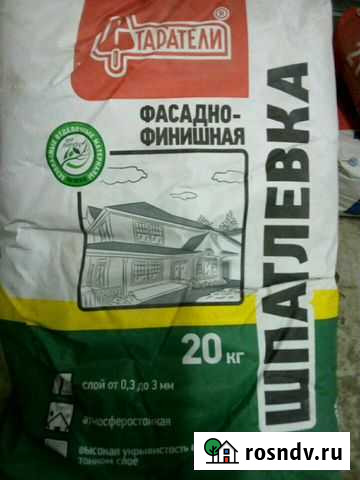 СТАРАТЕЛИ
ФАСАДНО-
ФИНИШНАЯ
ШПАТЛЕВКА
20 кг
слой от 0,3 до 3 мм
атмосферостойкая
высокая укрывистость
тонком слое
rosndv.ru